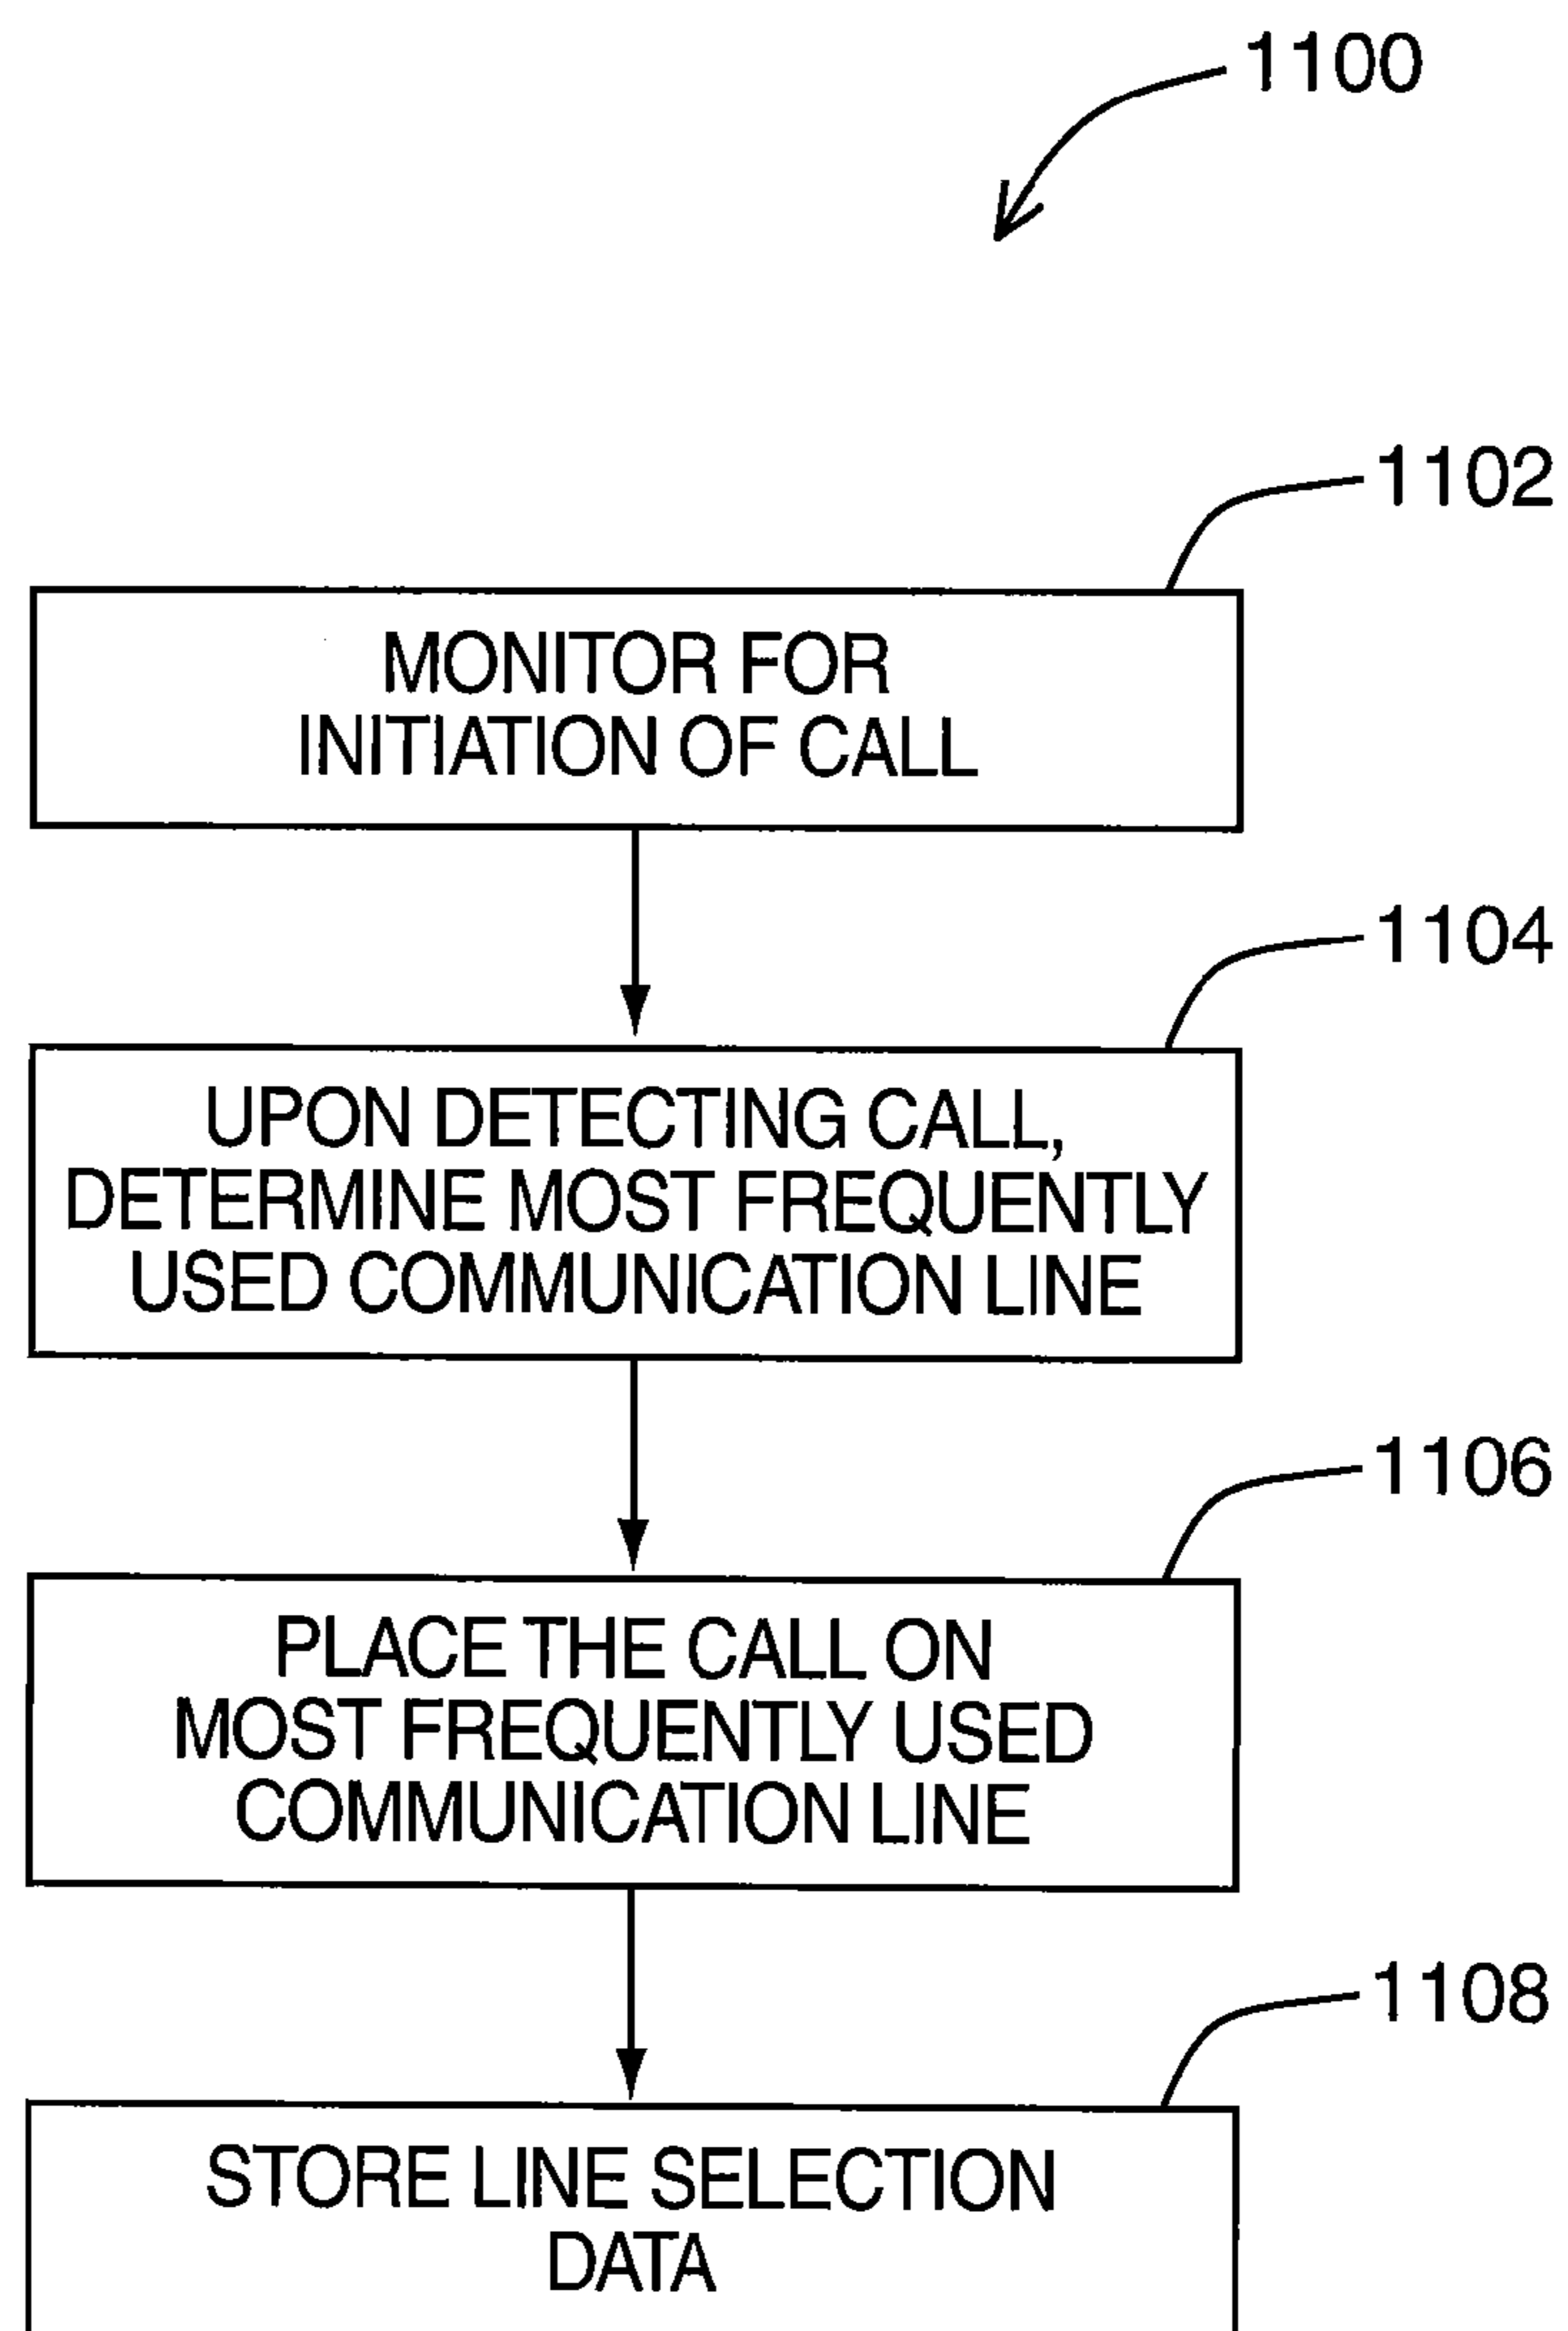 1100
1102
MONITOR FOR
INITIATION OF CALL
1104
UPON DETECTING CALL,
DETERMINE MOST FREQUENTLY
USED COMMUNICATION LINE
1106
PLACE THE CALL ON
MOST FREQUENTLY USED
COMMUNICATION LINE
1108
STORE LINE SELECTION
DATA